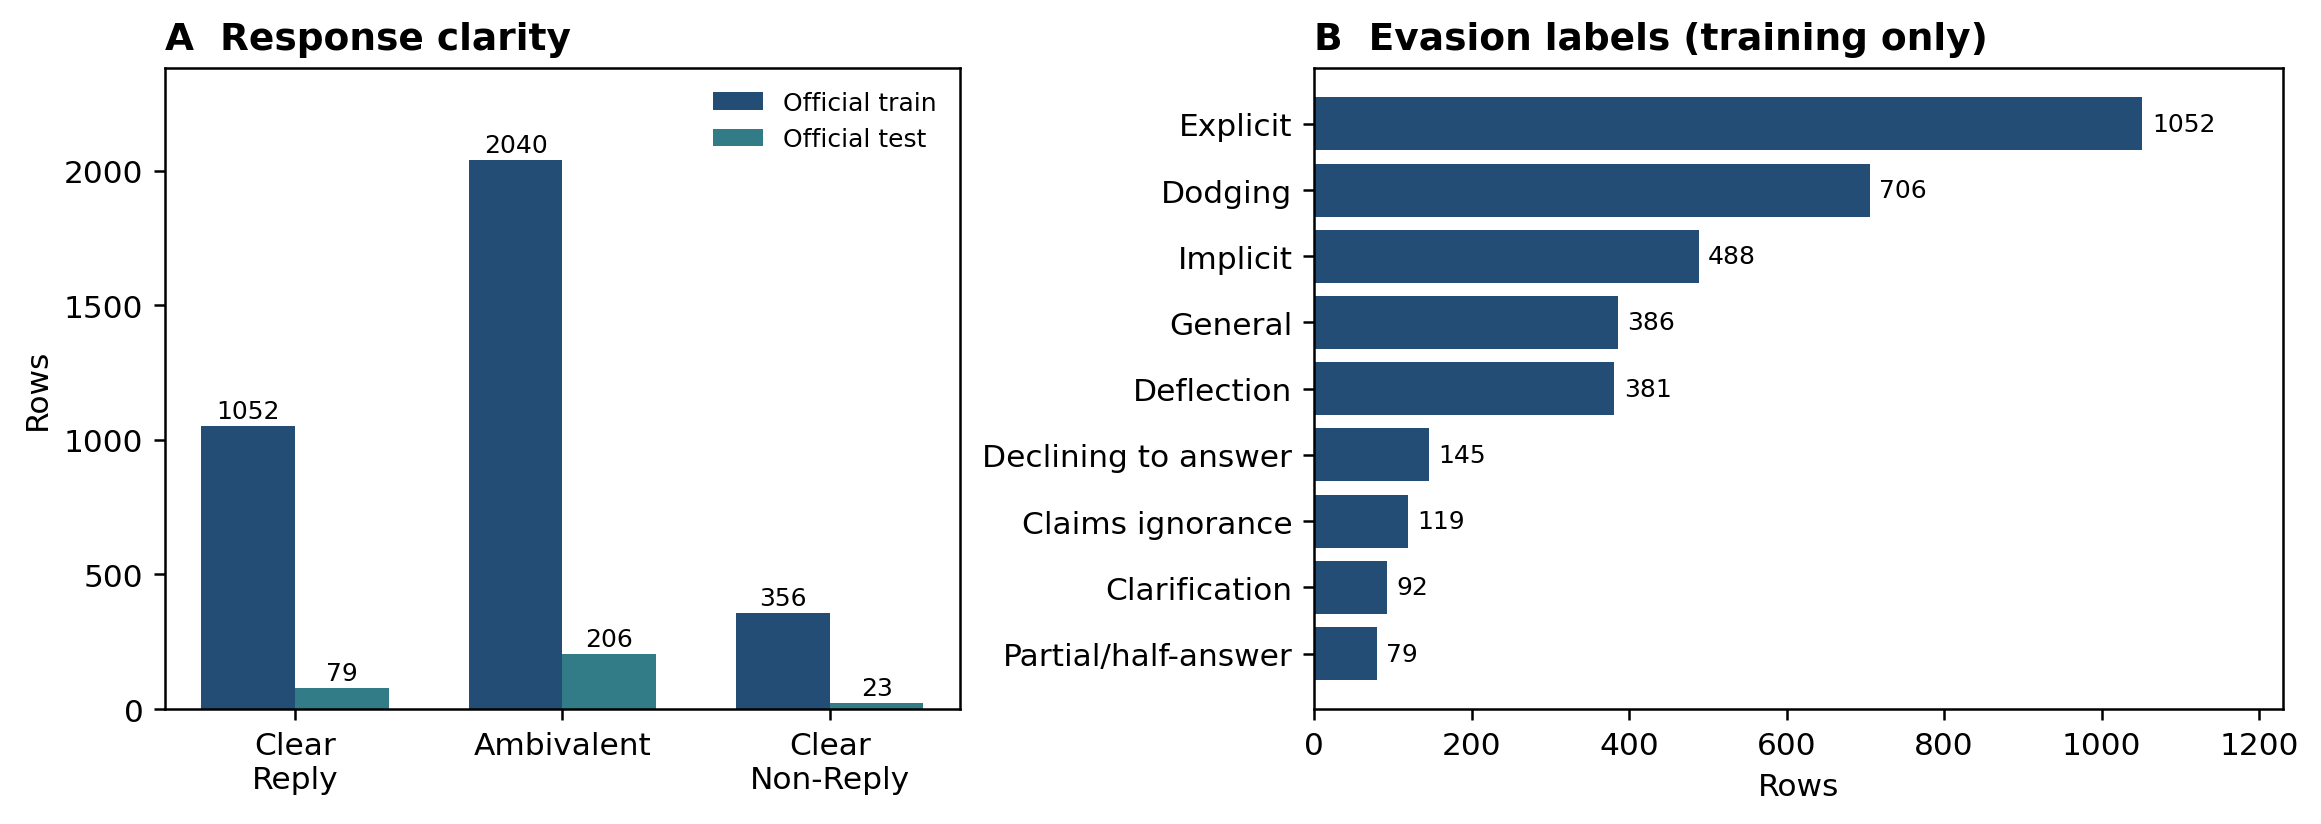 A  Response clarity
Official train
Official test
Rows
2000
1500
1000
500
0
1052
79
2040
206
356
23
Clear
Reply
Ambivalent
Clear
Non-Reply
B  Evasion labels (training only)
Explicit
1052
Dodging
706
Implicit
488
General
386
Deflection
381
Declining to answer
145
Claims ignorance
119
Clarification
92
Partial/half-answer
79
0
200
400
600
800
1000
1200
Rows